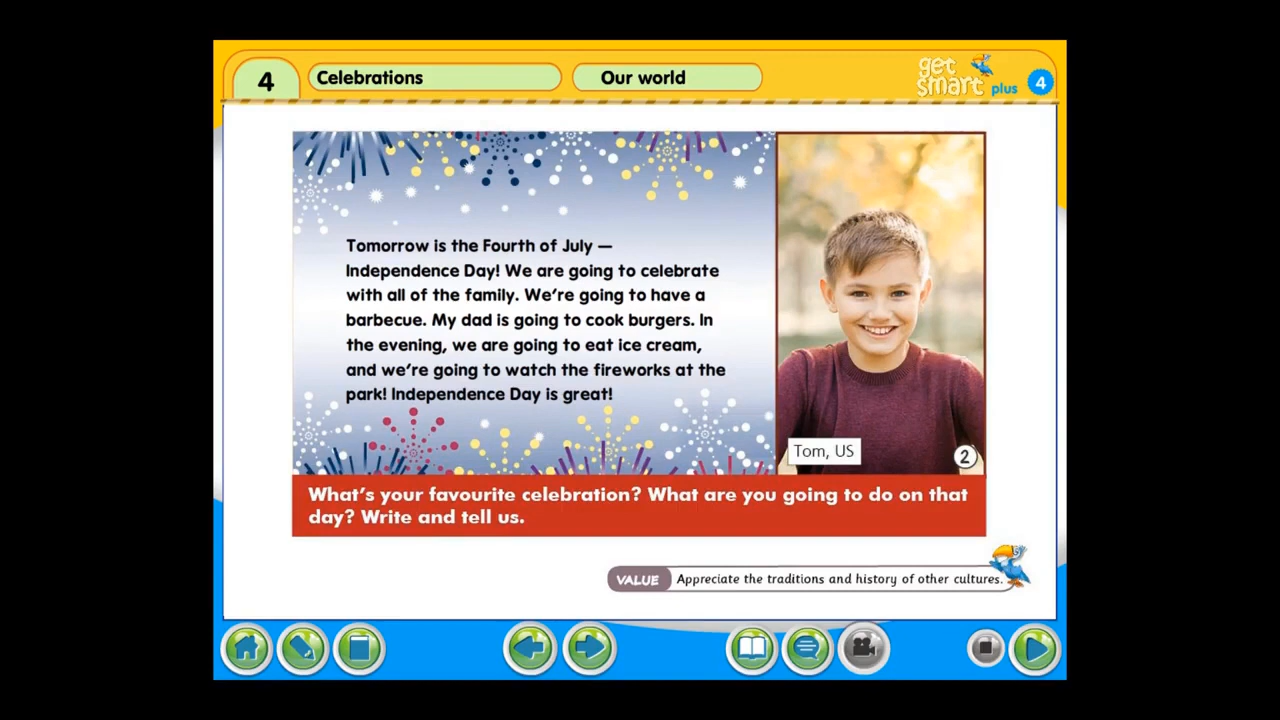 4
Celebrations
Our world
get
smart plus 4
Tomorrow is the Fourth of July —
Independence Day! We are going to celebrate
with all of the family. We're going to have a
barbecue. My dad is going to cook burgers. In
the evening, we are going to eat ice cream,
and we're going to watch the fireworks at the
park! Independence Day is great!
Tom, US
2
What's your favourite celebration? What are you going to do on that
day? Write and tell us.
VALUE Appreciate the traditions and history of other cultures.